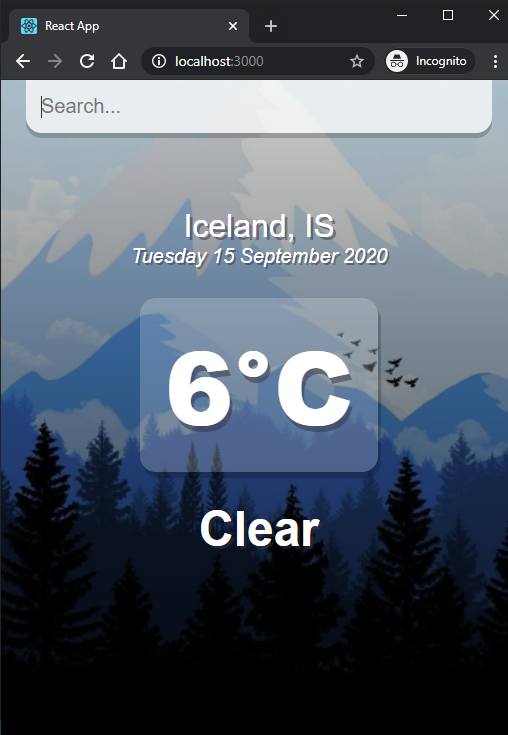 React App
localhost:3000
Incognito
Search...
Iceland, IS
Tuesday 15 September 2020
6°C
Clear